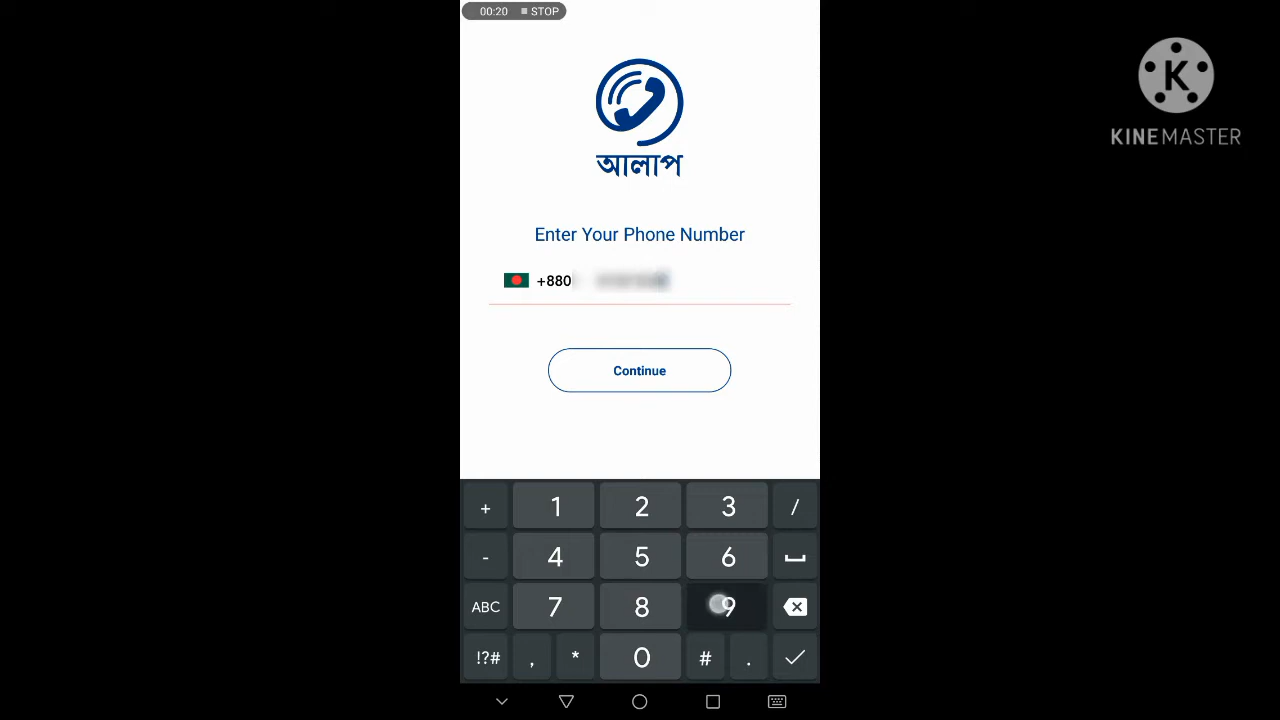 00:20 STOP
K
KINEMASTER
আলাপ
Enter Your Phone Number
+880
Continue
+ 1 2 3 /
- 4 5 6
ABC 7 8 9
!?# , * 0 # .